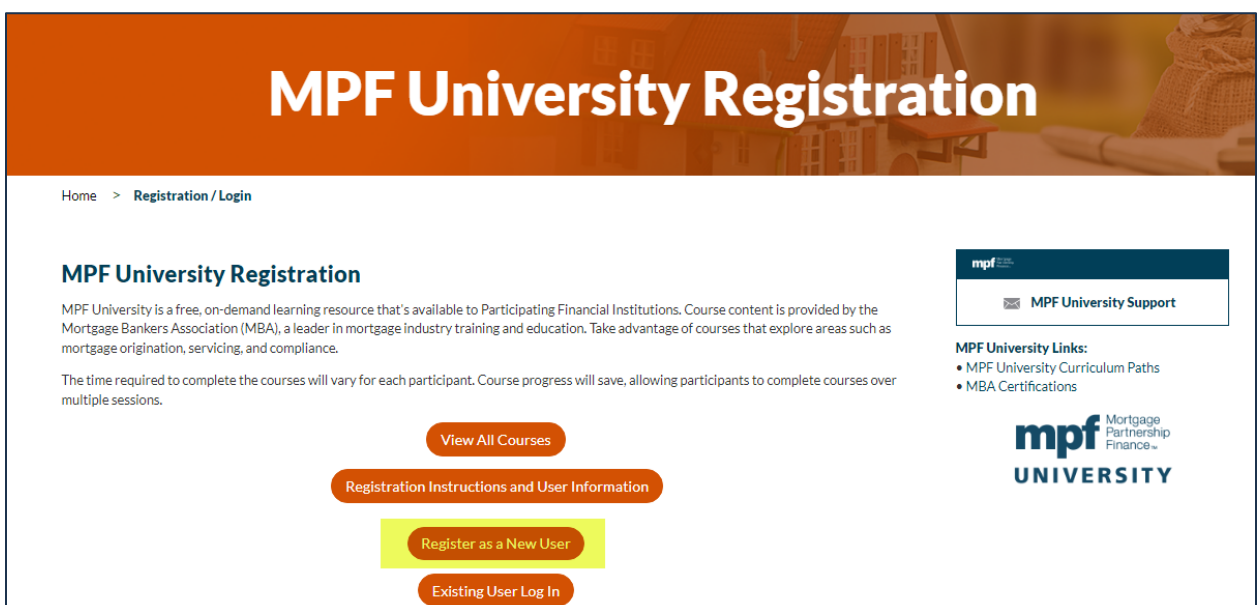 MPF University Registration
Home > Registration / Login
MPF University Registration
MPF University is a free, on-demand learning resource that's available to Participating Financial Institutions. Course content is provided by the
Mortgage Bankers Association (MBA), a leader in mortgage industry training and education. Take advantage of courses that explore areas such as
mortgage origination, servicing, and compliance.
The time required to complete the courses will vary for each participant. Course progress will save, allowing participants to complete courses over
multiple sessions.
View All Courses
Registration Instructions and User Information
Register as a New User
Existing User Log In
mpf
MPF University Support
MPF University Links:
• MPF University Curriculum Paths
• MBA Certifications
mpf Mortgage
Partnership
Finance
UNIVERSITY